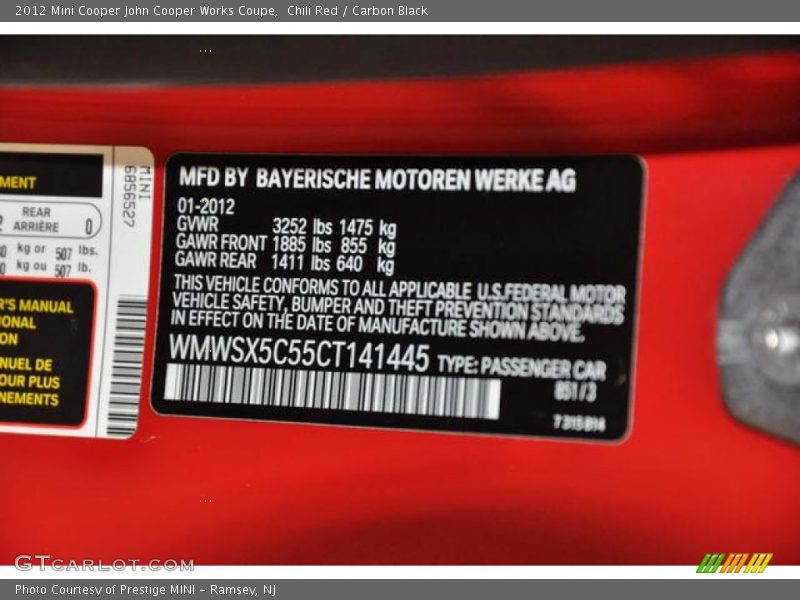 2012 Mini Cooper John Cooper Works Coupe,  Chili Red / Carbon Black
MENT
REAR
ARRIÈRE 0
kg or 507 lbs.
kg ou 507 lb.
R'S MANUAL
IONAL
ON
NUEL DE
OUR PLUS
NEMENTS
MINI
6856527
MFD BY BAYERISCHE MOTOREN WERKE AG
01-2012
GVWR 3252 lbs 1475 kg
GAWR FRONT 1885 lbs 855 kg
GAWR REAR 1411 lbs 640 kg
THIS VEHICLE CONFORMS TO ALL APPLICABLE U.S.FEDERAL MOTOR
VEHICLE SAFETY, BUMPER AND THEFT PREVENTION STANDARDS
IN EFFECT ON THE DATE OF MANUFACTURE SHOWN ABOVE.
WMWSX5C55CT141445 TYPE: PASSENGER CAR
851/3
7315814
GTCARLOT.COM
Photo Courtesy of Prestige MINI - Ramsey, NJ